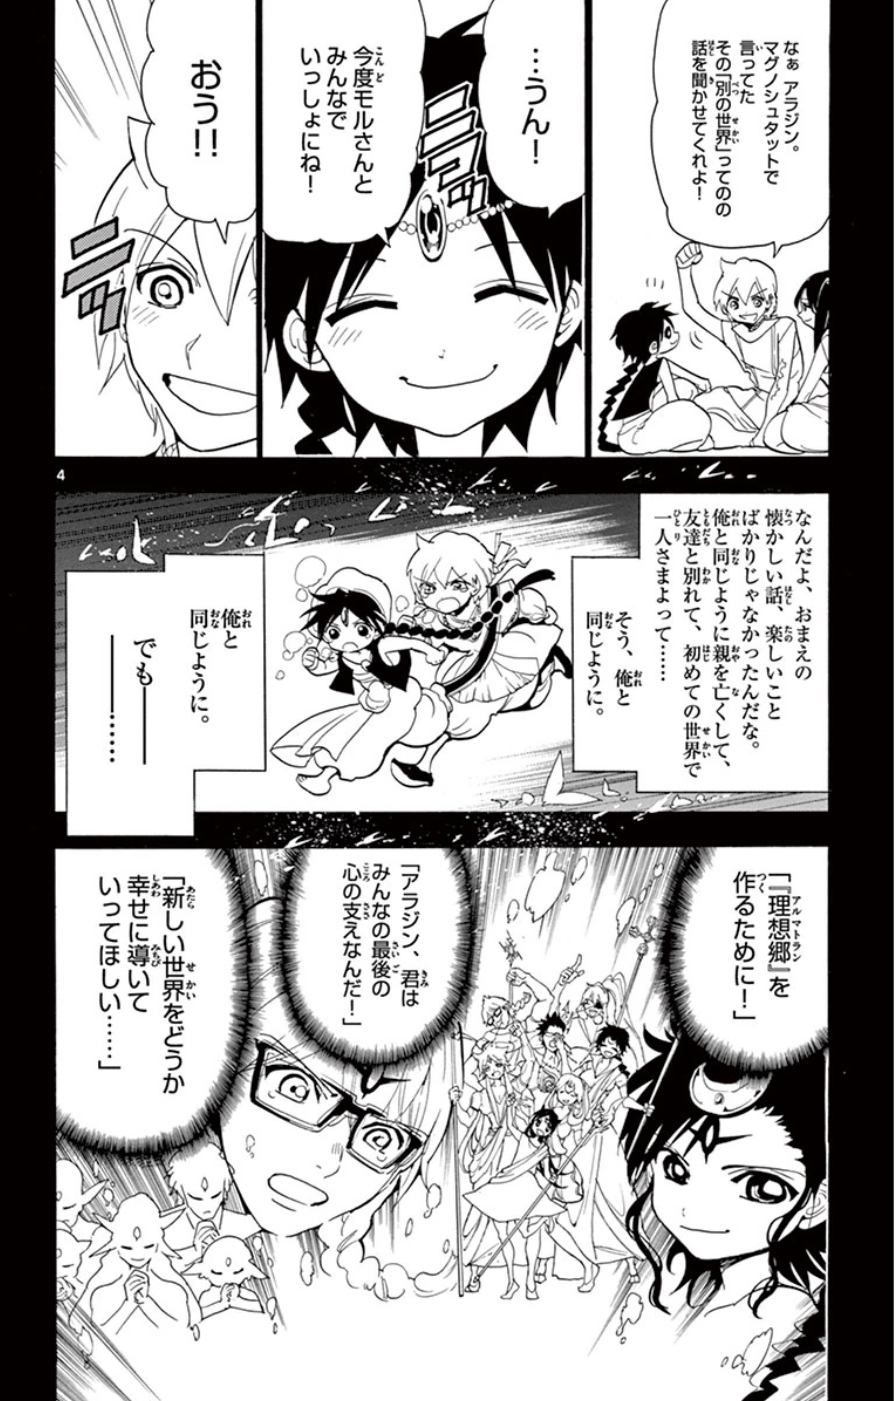 なぁ アラジン。
マグノシュタットで
言ってた
その「別の世界」っての
話を聞かせてくれよ！
…うん！
ニコッ
今度モルさんと
みんなで
いっしょにね！
おう!!
ニッ
4
なんだよ、おまえの
懐かしい話、楽しいこと
ばかりじゃなかったんだな。
俺と同じように親を亡くして、
友達と別れて、初めての世界で
一人さまよって……
そう、俺と
同じように。
俺と
同じように。
でも――
……
「『理想郷』を
作るために！」
「アラジン、君は
みんなの最後の
心の支えなんだ！」
「新しい世界をどうか
幸せに導いて
いってほしい……」